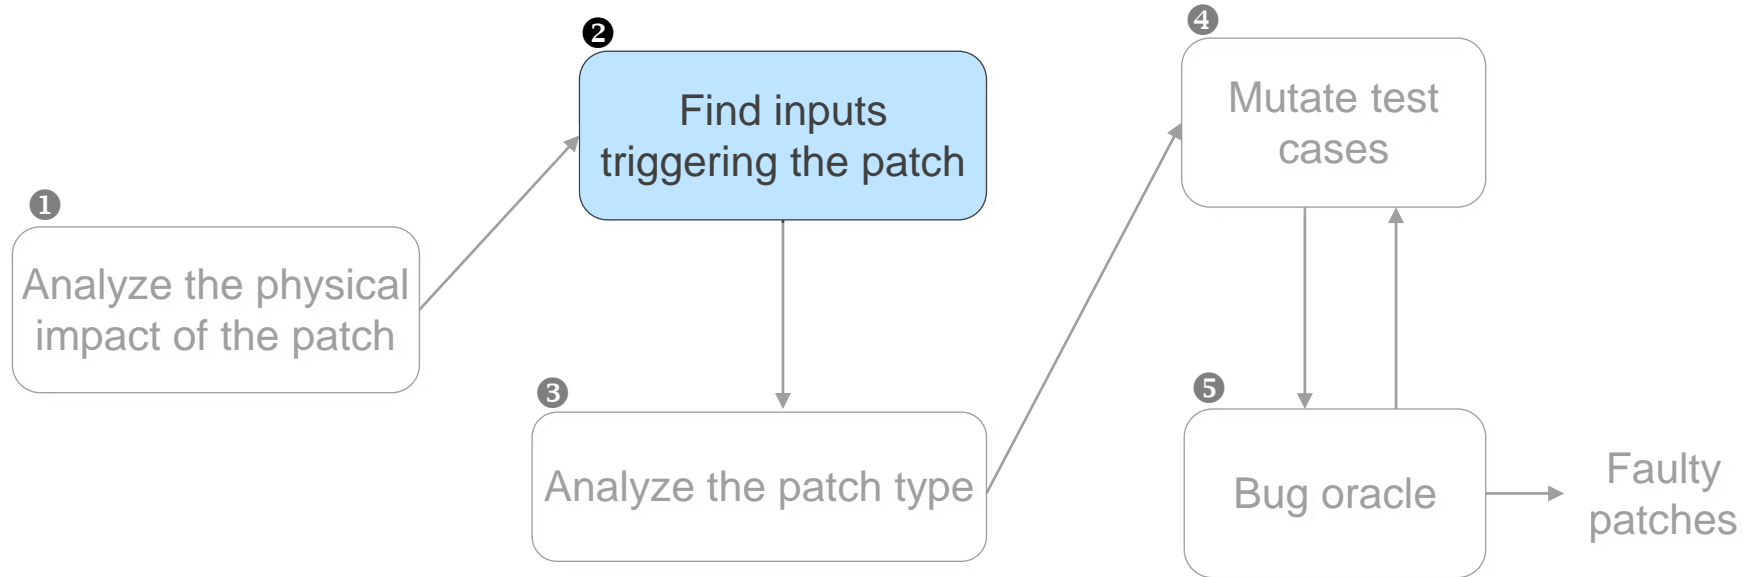 ❶
Analyze the physical
impact of the patch
❷
Find inputs
triggering the patch
❸
Analyze the patch type
❹
Mutate test
cases
❺
Bug oracle
Faulty
patches